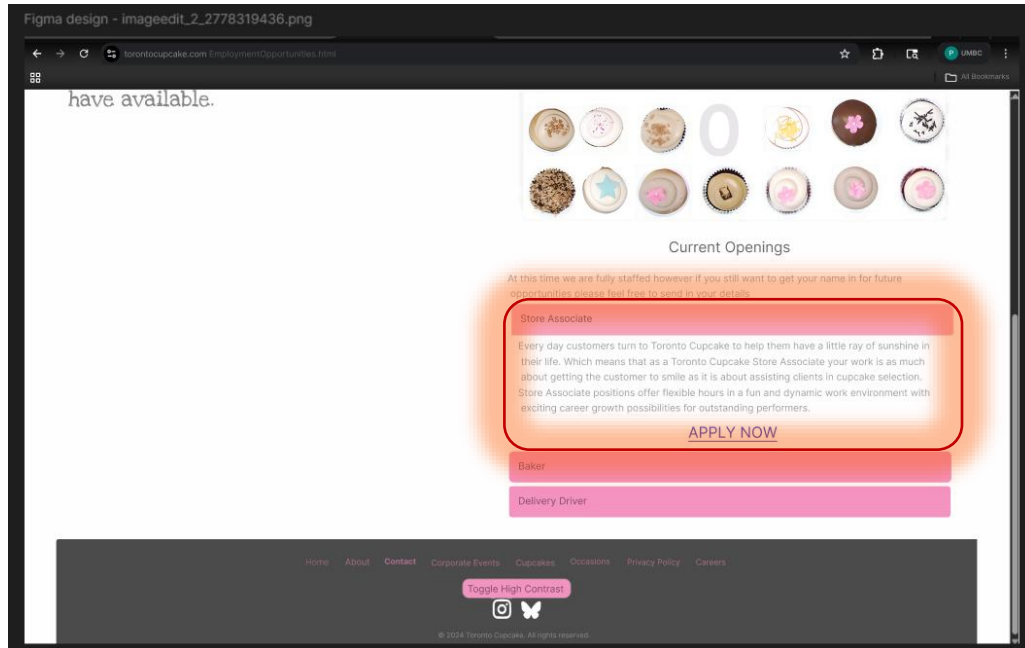 Figma design - imageedit_2_2778319436.png
torontocupcake.com EmploymentOpportunities.html
P UMBC
All Bookmarks
have available.
O
Current Openings
At this time we are fully staffed however if you still want to get your name in for future
opportunities please feel free to send in your details
Store Associate
Every day customers turn to Toronto Cupcake to help them have a little ray of sunshine in
their life. Which means that as a Toronto Cupcake Store Associate your work is as much
about getting the customer to smile as it is about assisting clients in cupcake selection.
Store Associate positions offer flexible hours in a fun and dynamic work environment with
exciting career growth possibilities for outstanding performers.
APPLY NOW
Baker
Delivery Driver
Home About Contact Corporate Events Cupcakes Occasions Privacy Policy Careers
Toggle High Contrast
© 2024 Toronto Cupcake. All rights reserved.